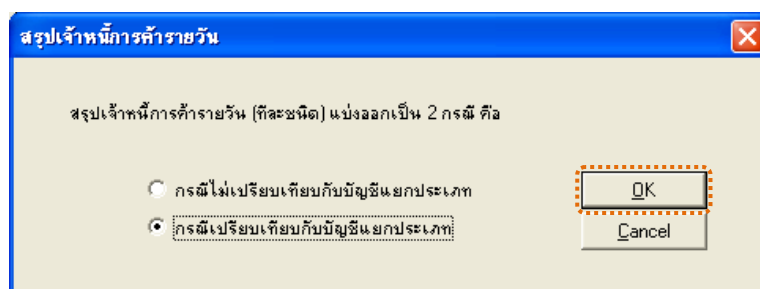 สรุปเจ้าหนี้การค้ารายวัน
สรุปเจ้าหนี้การค้ารายวัน (ทีละชนิด) แบ่งออกเป็น 2 กรณี คือ
กรณีไม่เปรียบเทียบกับบัญชีแยกประเภท
OK
กรณีเปรียบเทียบกับบัญชีแยกประเภท
Cancel